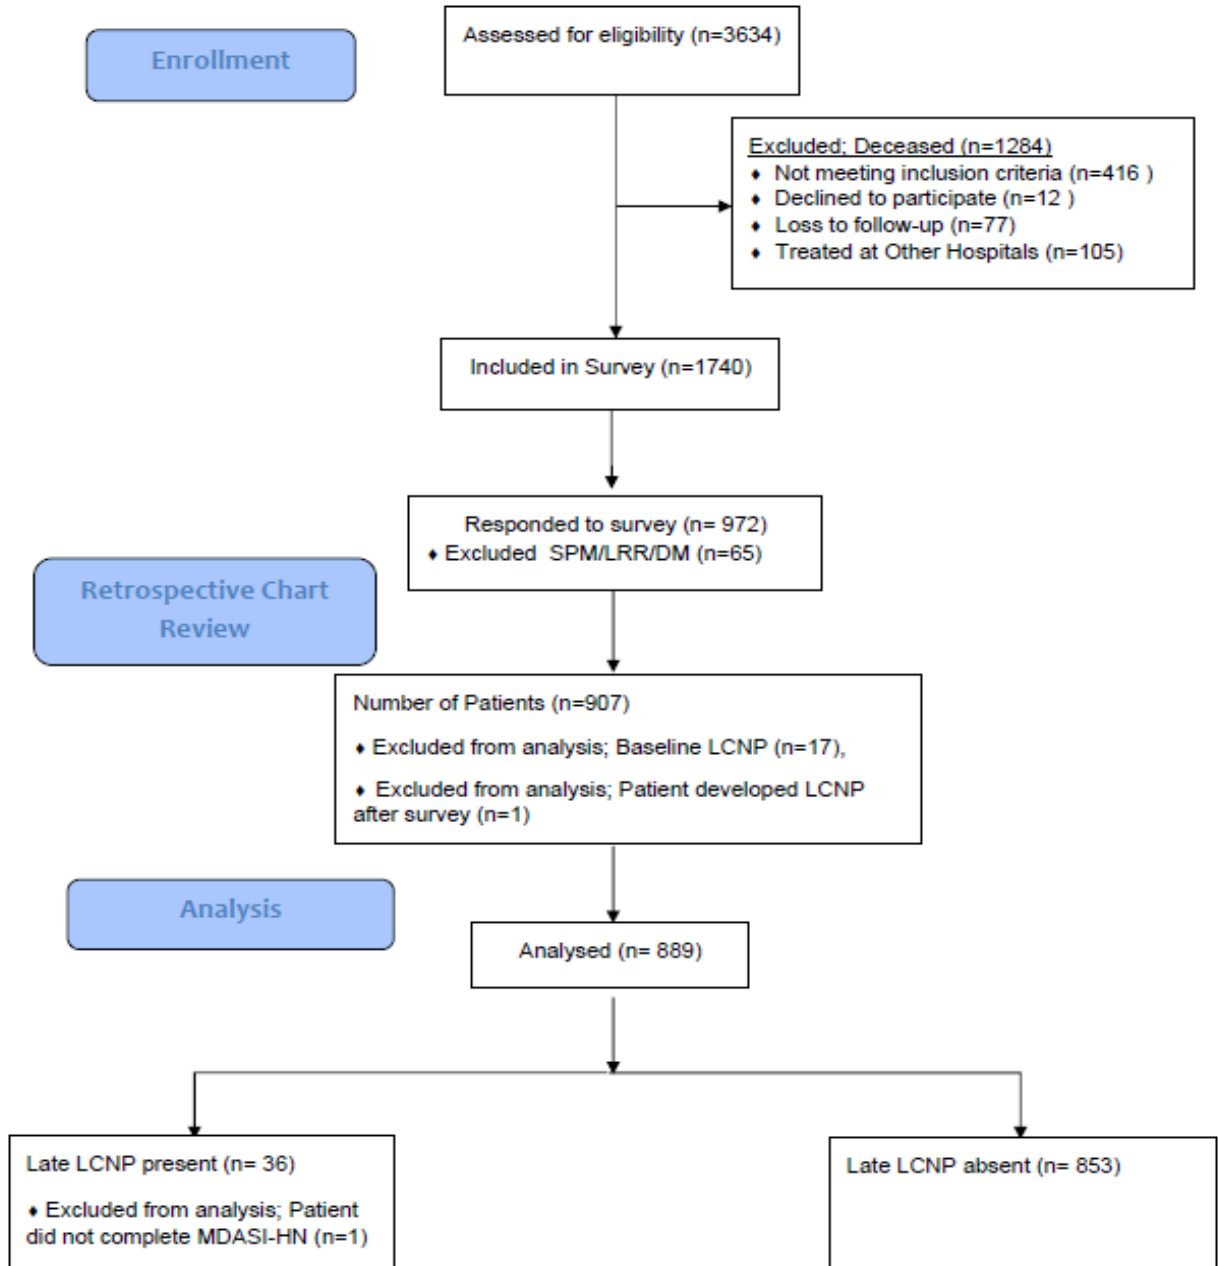 Enrollment
Assessed for eligibility (n=3634)
Excluded; Deceased (n=1284)
♦ Not meeting inclusion criteria (n=416 )
♦ Declined to participate (n=12 )
♦ Loss to follow-up (n=77)
♦ Treated at Other Hospitals (n=105)
Included in Survey (n=1740)
Responded to survey (n= 972)
♦ Excluded SPM/LRR/DM (n=65)
Retrospective Chart
Review
Number of Patients (n=907)
♦ Excluded from analysis; Baseline LCNP (n=17),
♦ Excluded from analysis; Patient developed LCNP
after survey (n=1)
Analysis
Analysed (n= 889)
Late LCNP present (n= 36)
♦ Excluded from analysis; Patient
did not complete MDASI-HN (n=1)
Late LCNP absent (n= 853)